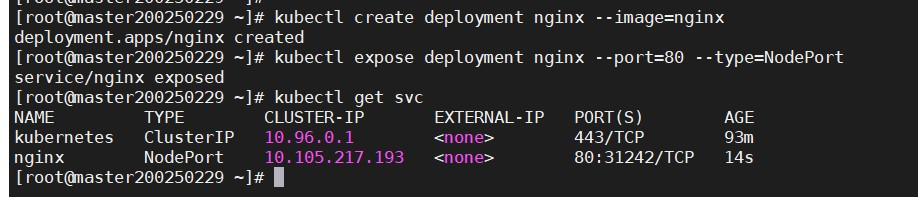 [root@master200250229 ~]# kubectl create deployment nginx --image=nginx
deployment.apps/nginx created
[root@master200250229 ~]# kubectl expose deployment nginx --port=80 --type=NodePort
service/nginx exposed
[root@master200250229 ~]# kubectl get svc
NAME         TYPE        CLUSTER-IP       EXTERNAL-IP   PORT(S)        AGE
kubernetes   ClusterIP   10.96.0.1        <none>        443/TCP        93m
nginx        NodePort    10.105.217.193   <none>        80:31242/TCP   14s
[root@master200250229 ~]#